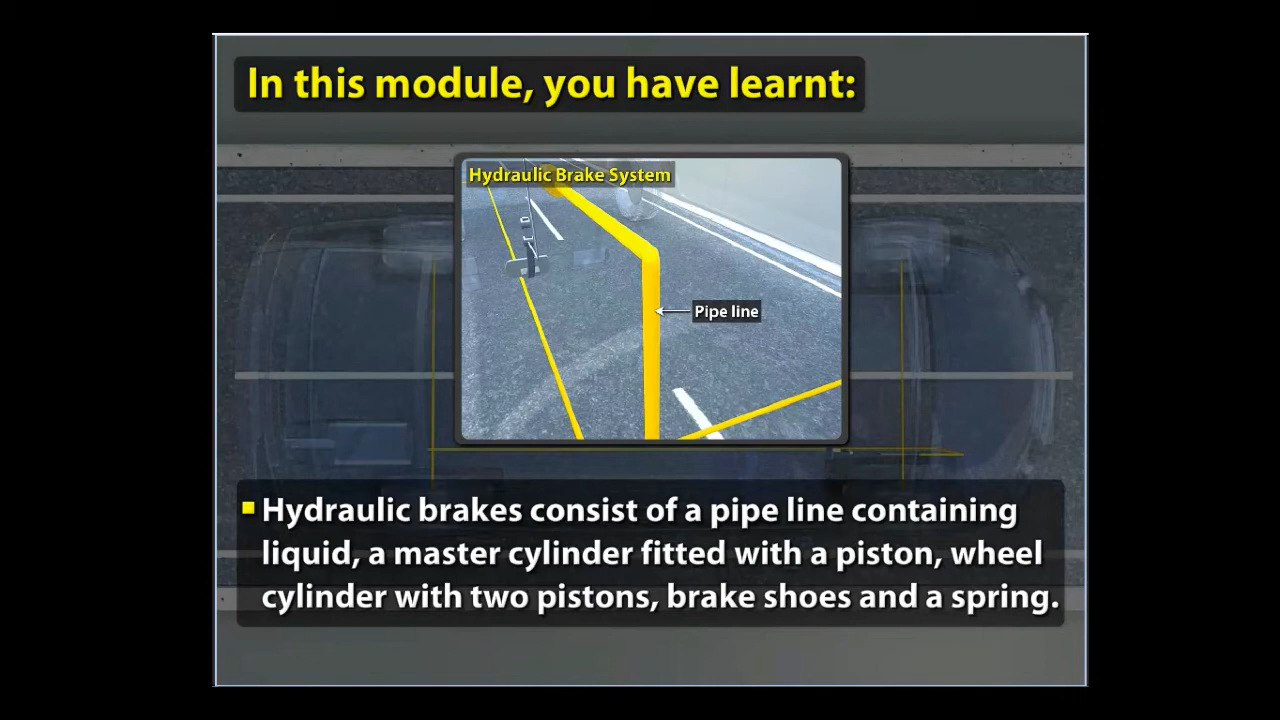 In this module, you have learnt:
Hydraulic Brake System
Pipe line
Hydraulic brakes consist of a pipe line containing
liquid, a master cylinder fitted with a piston, wheel
cylinder with two pistons, brake shoes and a spring.